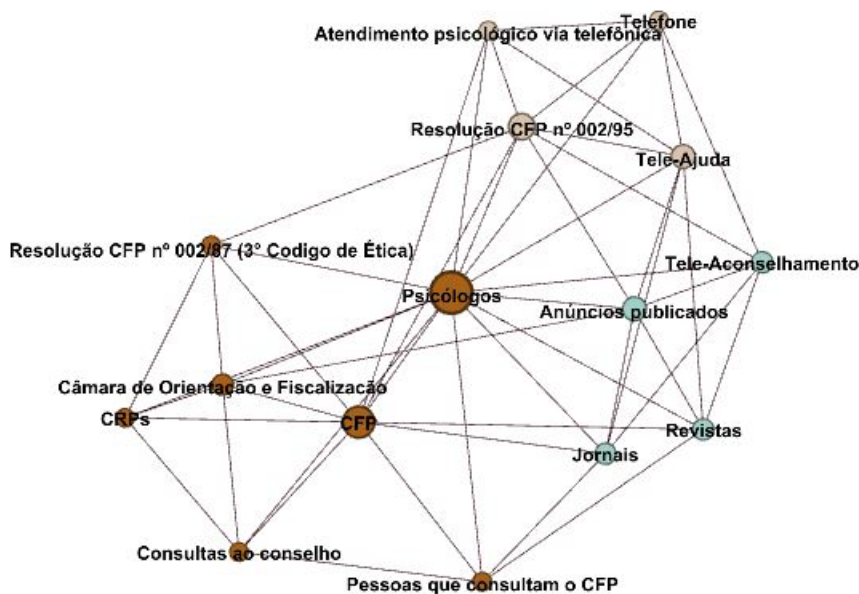 Telefone
Atendimento psicológico via telefônica
Resolução CFP nº 002/95
Tele-Ajuda
Resolução CFP nº 002/87 (3° Codigo de Ética)
Tele-Aconselhamento
Psicólogos
Anúncios publicados
Câmara de Orientação e Fiscalização
CRPs
CFP
Revistas
Jornais
Consultas ao conselho
Pessoas que consultam o CFP